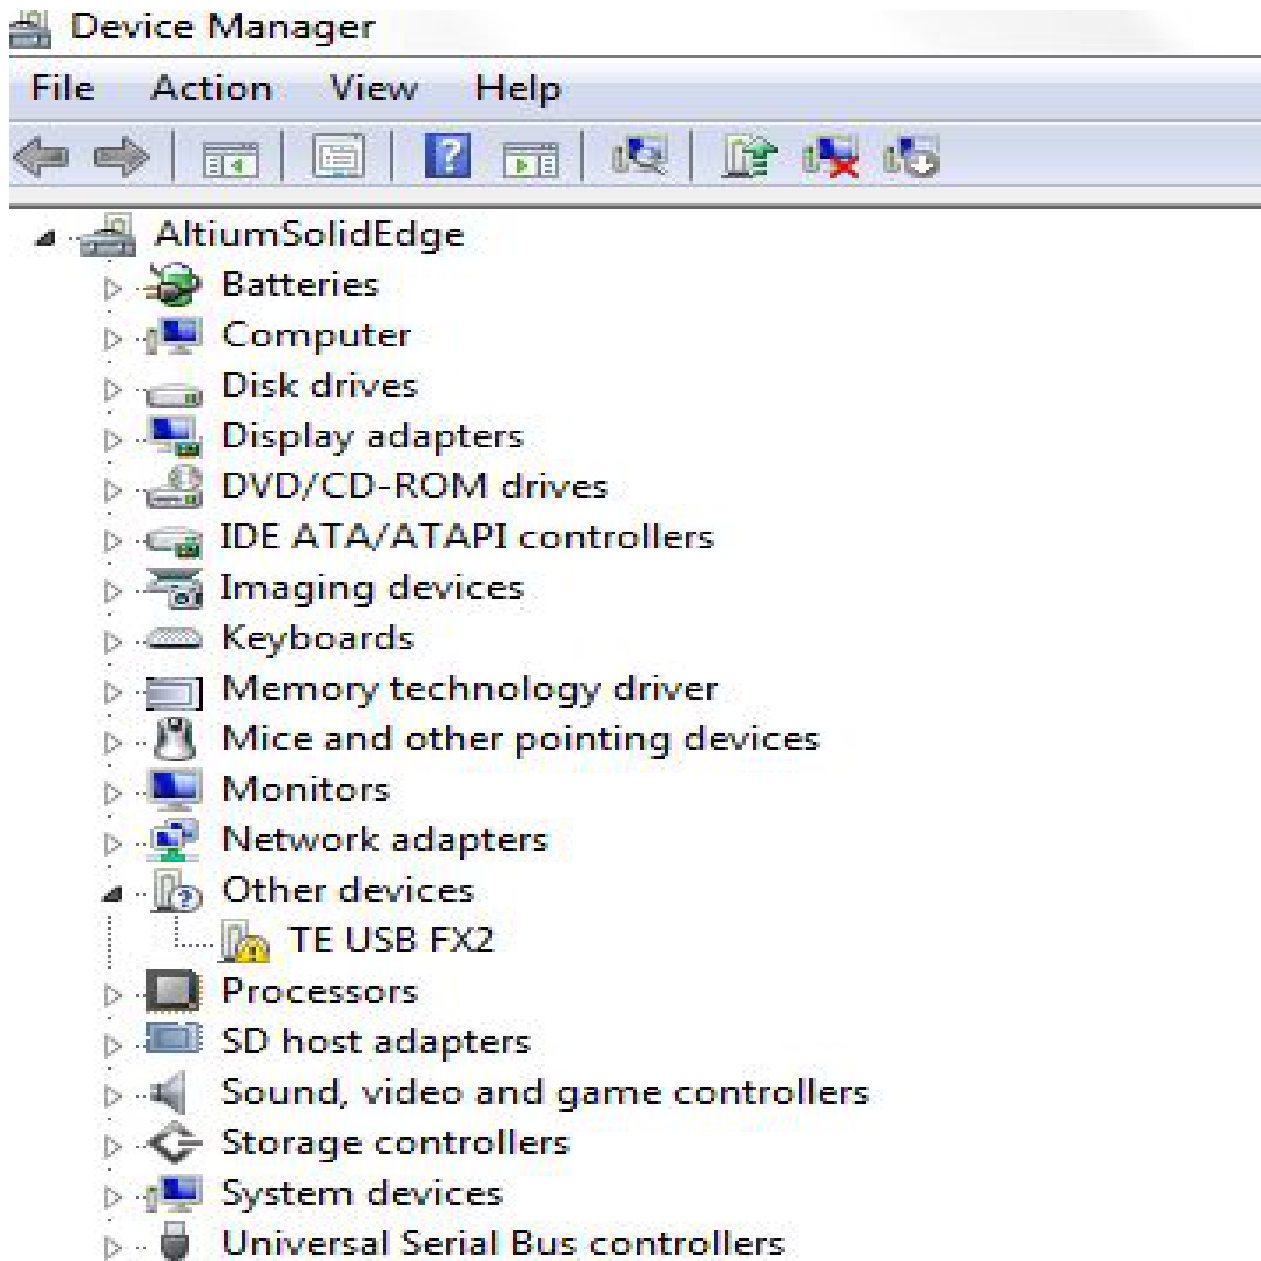 Device Manager
File Action View Help
AltiumSolidEdge
Batteries
Computer
Disk drives
Display adapters
DVD/CD-ROM drives
IDE ATA/ATAPI controllers
Imaging devices
Keyboards
Memory technology driver
Mice and other pointing devices
Monitors
Network adapters
Other devices
TE USB FX2
Processors
SD host adapters
Sound, video and game controllers
Storage controllers
System devices
Universal Serial Bus controllers